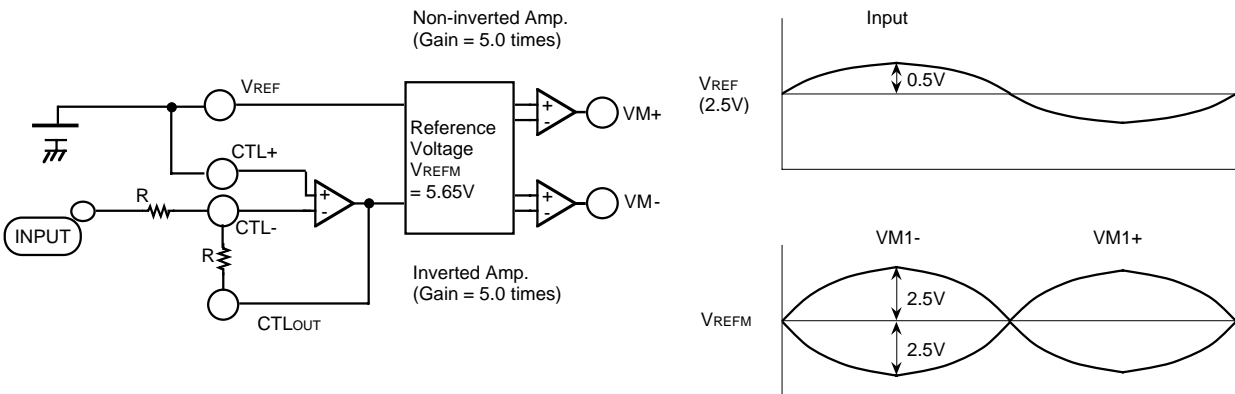 Non-inverted Amp.
(Gain = 5.0 times)
VREF
CTL+
R
CTL-
INPUT
R
CTLOUT
Reference
Voltage
VREFM
= 5.65V
+
-
VM+
+
-
+
-
VM-
Inverted Amp.
(Gain = 5.0 times)
Input
VREF
(2.5V)
0.5V
VM1-
VM1+
2.5V
VREFM
2.5V